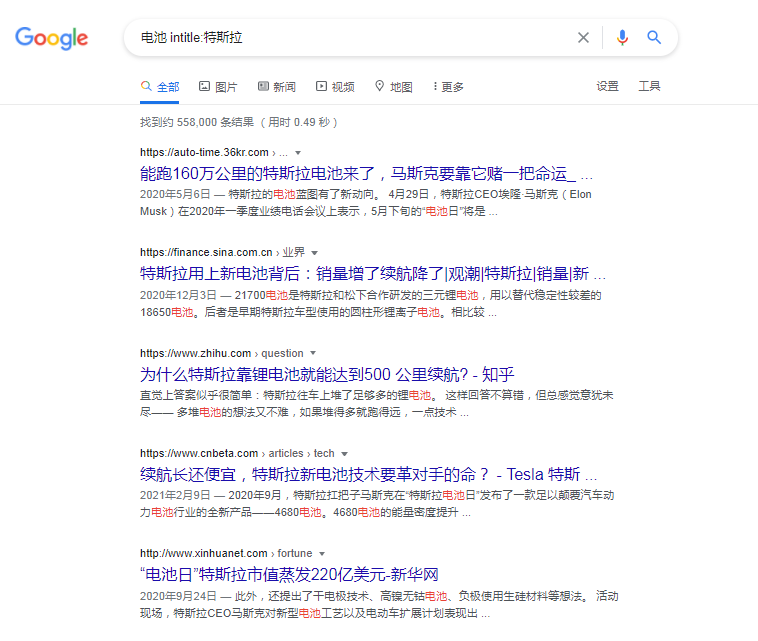 Google
电池 intitle:特斯拉
全部 图片 新闻 视频 地图 更多 设置 工具
找到约 558,000 条结果 （用时 0.49 秒）
https://auto-time.36kr.com › ...
能跑160万公里的特斯拉电池来了，马斯克要靠它赌一把命运_ ...
2020年5月6日 — 特斯拉的电池蓝图有了新动向。 4月29日，特斯拉CEO埃隆·马斯克（Elon
Musk）在2020年一季度业绩电话会议上表示，5月下旬的“电池日”将是 ...
https://finance.sina.com.cn › 业界
特斯拉用上新电池背后：销量增了续航降了|观潮|特斯拉|销量|新 ...
2020年12月3日 — 21700电池是特斯拉和松下合作研发的三元锂电池，用以替代稳定性较差的
18650电池。后者是早期特斯拉车型使用的圆柱形锂离子电池。相比较 ...
https://www.zhihu.com › question
为什么特斯拉靠锂电池就能达到500 公里续航? - 知乎
直觉上答案似乎很简单：特斯拉往车上堆了足够多的锂电池。 这样回答不算错，但总感觉意犹未
尽—— 多堆电池的想法又不难，如果堆得多就跑得远，一点技术 ...
https://www.cnbeta.com › articles › tech
续航长还便宜，特斯拉新电池技术要革对手的命？ - Tesla 特斯 ...
2021年2月9日 — 2020年9月，特斯拉扛把子马斯克在“特斯拉电池日”发布了一款足以颠覆汽车动
力电池行业的全新产品——4680电池。4680电池的能量密度提升 ...
http://www.xinhuanet.com › fortune
“电池日”特斯拉市值蒸发220亿美元-新华网
2020年9月24日 — 此外，还提出了干电极技术、高镍无钴电池、负极使用生硅材料等想法。 活动
现场，特斯拉CEO马斯克对新型电池工艺以及电动车扩展计划表现出 ...